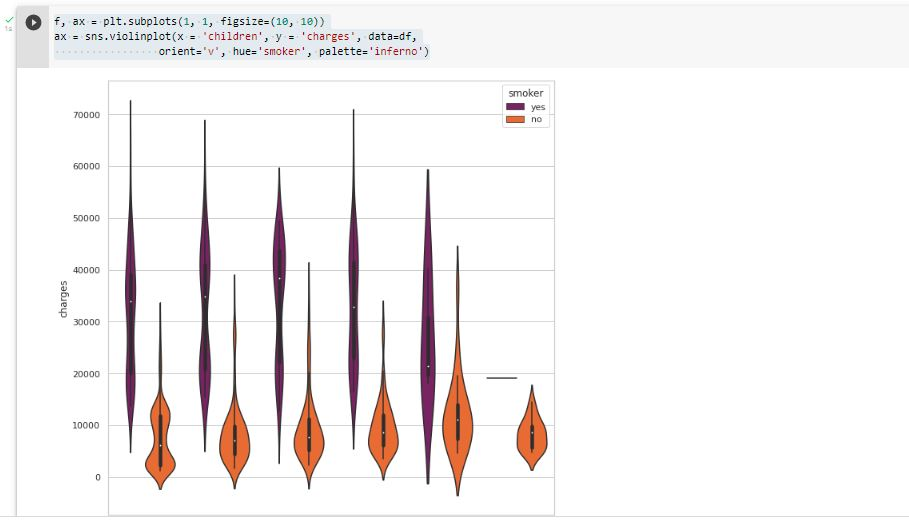 1s
f, ax = plt.subplots(1, 1, figsize=(10, 10))
ax = sns.violinplot(x = 'children', y = 'charges', data=df,
orient='v', hue='smoker', palette='inferno')
smoker
yes
no
70000
60000
50000
40000
30000
20000
10000
0
charges